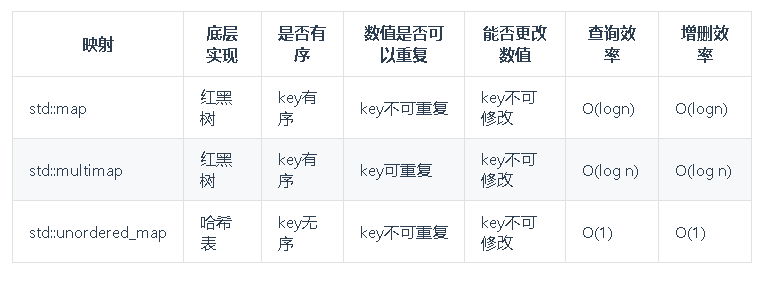 映射 底层实现 是否有序 数值是否可以重复 能否更改数值 查询效率 增删效率
std::map 红黑树 key有序 key不可重复 key不可修改 O(logn) O(logn)
std::multimap 红黑树 key有序 key可重复 key不可修改 O(log n) O(log n)
std::unordered_map 哈希表 key无序 key不可重复 key不可修改 O(1) O(1)